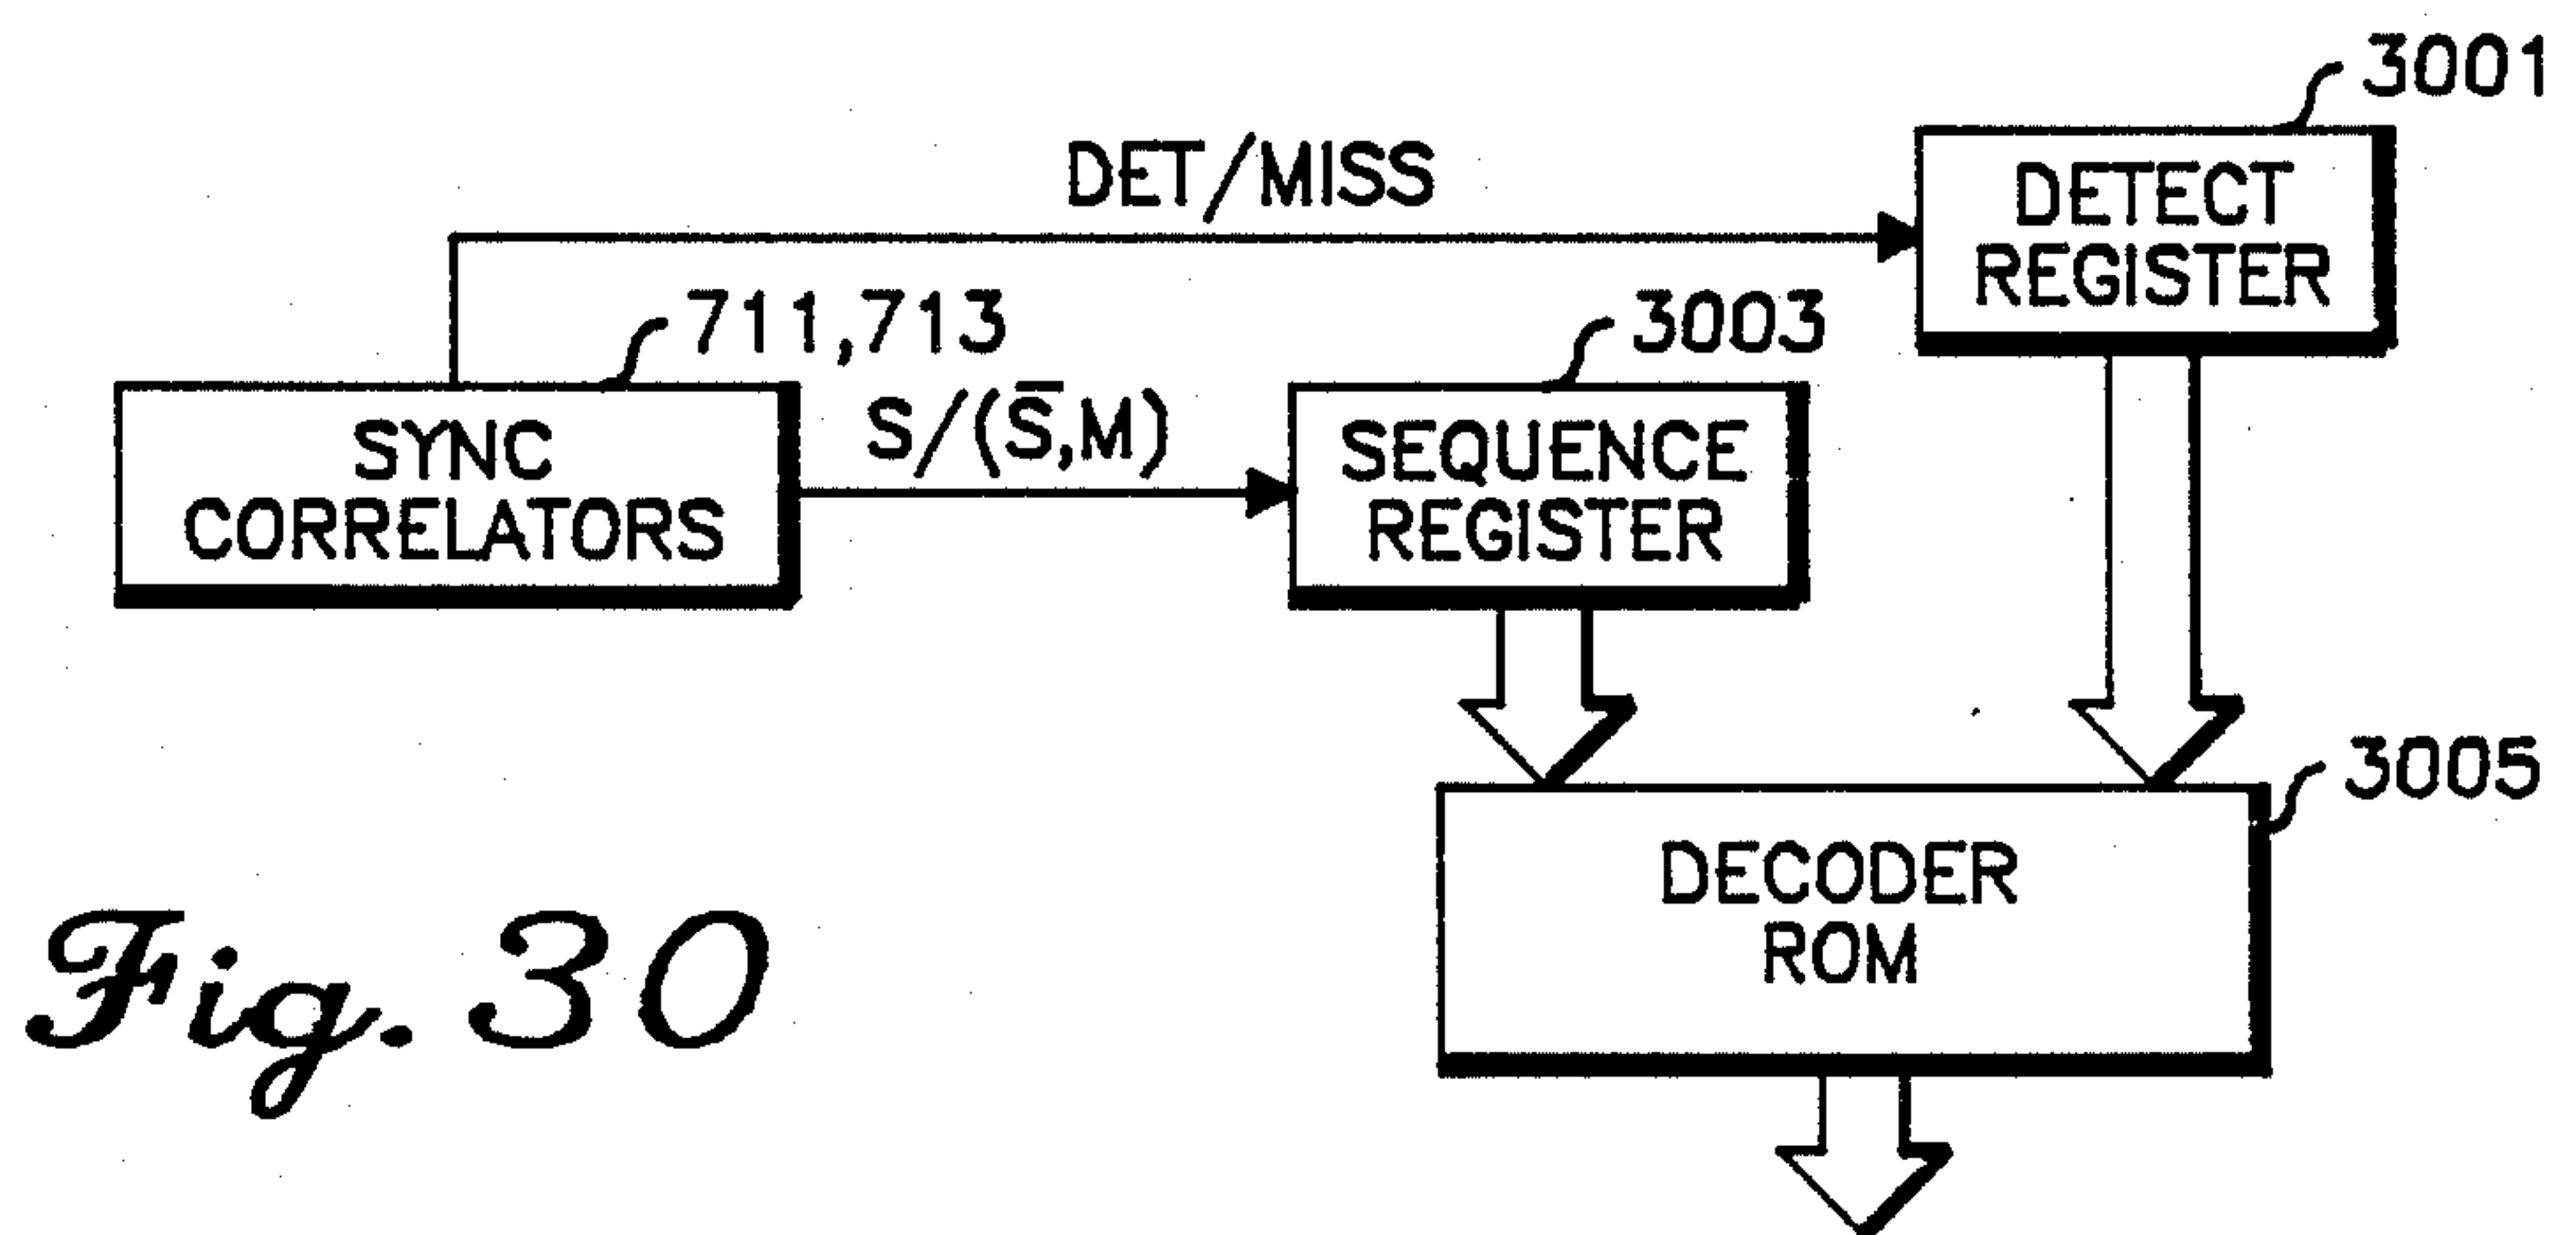 3001
DET/MISS
DETECT
REGISTER
711,713
3003
S/(S̅,M)
SYNC
CORRELATORS
SEQUENCE
REGISTER
3005
DECODER
ROM
Fig. 30